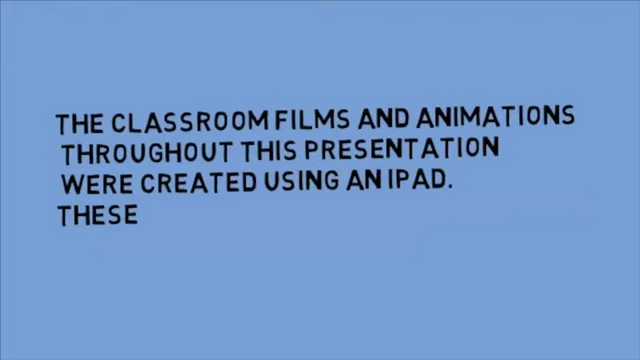 THE CLASSROOM FILMS AND ANIMATIONS
THROUGHOUT THIS PRESENTATION
WERE CREATED USING AN IPAD.
THESE